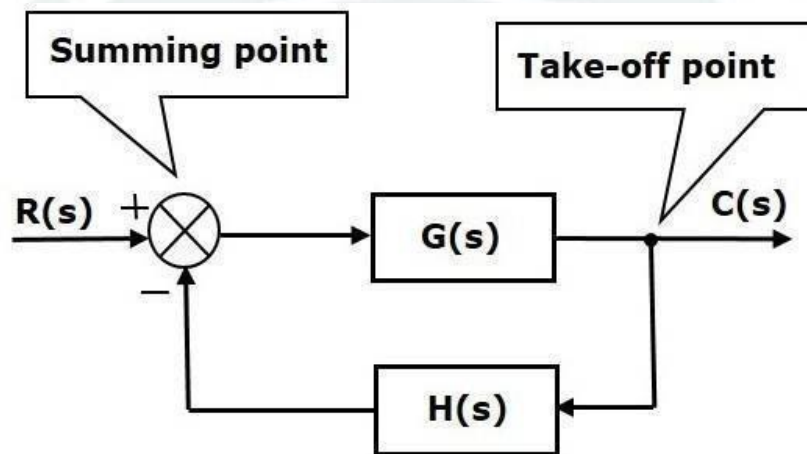 Summing point
Take-off point
R(s)
+
G(s)
C(s)
−
H(s)